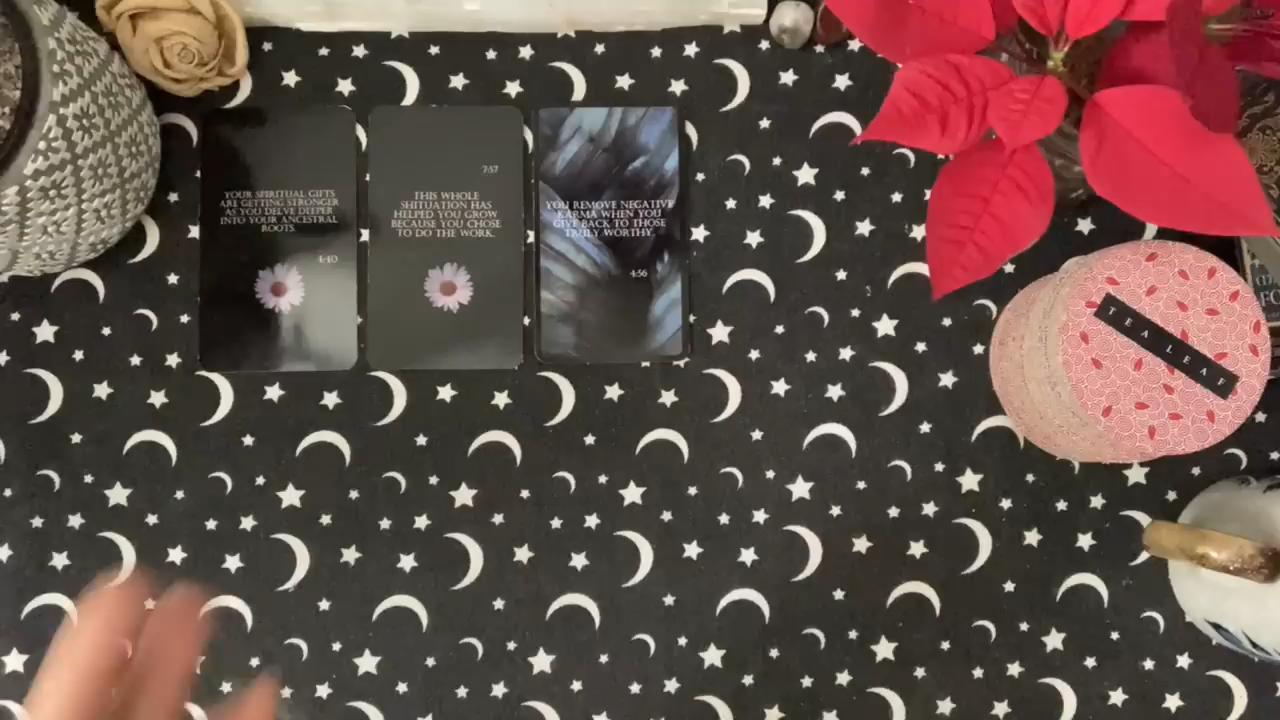 YOUR SPIRITUAL GIFTS
ARE GETTING STRONGER
AS YOU DELVE DEEPER
INTO YOUR ANCESTRAL
ROOTS.
4:40
7:57
THIS WHOLE
SHITUATION HAS
HELPED YOU GROW
BECAUSE YOU CHOSE
TO DO THE WORK.
YOU REMOVE NEGATIVE
KARMA WHEN YOU
GIVE BACK TO THOSE
TRULY WORTHY.
4:56
TEA LEAF